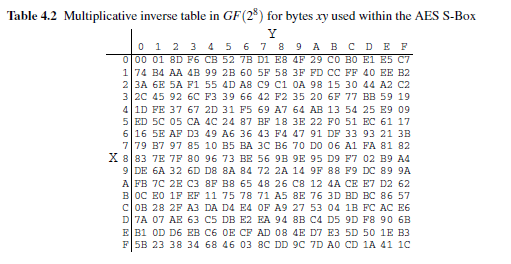 Table 4.2 Multiplicative inverse table in GF(2⁸) for bytes xy used within the AES S-Box
Y
0 1 2 3 4 5 6 7 8 9 A B C D E F
0 00 01 8D F6 CB 52 7B D1 E8 4F 29 C0 B0 E1 E5 C7
1 74 B4 AA 4B 99 2B 60 5F 58 3F FD CC FF 40 EE B2
2 3A 6E 5A F1 55 4D A8 C9 C1 0A 98 15 30 44 A2 C2
3 2C 45 92 6C F3 39 66 42 F2 35 20 6F 77 BB 59 19
4 1D FE 37 67 2D 31 F5 69 A7 64 AB 13 54 25 E9 09
5 ED 5C 05 CA 4C 24 87 BF 18 3E 22 F0 51 EC 61 17
6 16 5E AF D3 49 A6 36 43 F4 47 91 DF 33 93 21 3B
7 79 B7 97 85 10 B5 BA 3C B6 70 D0 06 A1 FA 81 82
X 8 83 7E 7F 80 96 73 BE 56 9B 9E 95 D9 F7 02 B9 A4
9 DE 6A 32 6D D8 8A 84 72 2A 14 9F 88 F9 DC 89 9A
A FB 7C 2E C3 8F B8 65 48 26 C8 12 4A CE E7 D2 62
B 0C E0 1F EF 11 75 78 71 A5 8E 76 3D BD BC 86 57
C 0B 28 2F A3 DA D4 E4 0F A9 27 53 04 1B FC AC E6
D 7A 07 AE 63 C5 DB E2 EA 94 8B C4 D5 9D F8 90 6B
E B1 0D D6 EB C6 0E CF AD 08 4E D7 E3 5D 50 1E B3
F 5B 23 38 34 68 46 03 8C DD 9C 7D A0 CD 1A 41 1C